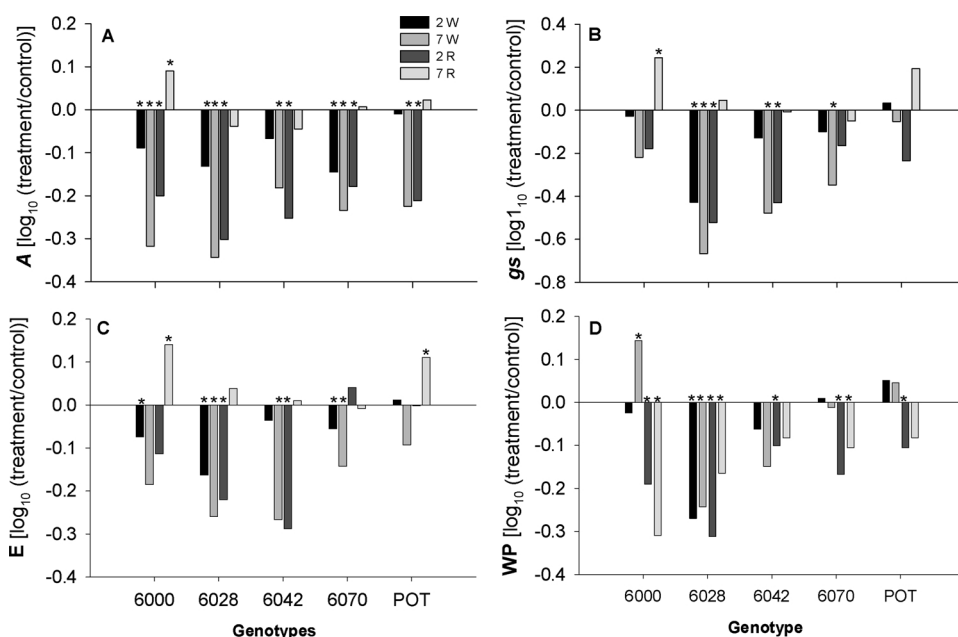 A
2 W
7 W
2 R
7 R
A [log10 (treatment/control)]
0.2
0.1
0.0
-0.1
-0.2
-0.3
-0.4
* * * *
* * *
* *
* * *
* *
B
gs [log110 (treatment/control)]
0.4
0.2
0.0
-0.2
-0.4
-0.6
-0.8
*
* * *
* *
*
C
E [log10 (treatment/control)]
0.2
0.1
0.0
-0.1
-0.2
-0.3
-0.4
* *
* * *
* *
* *
*
6000 6028 6042 6070 POT
Genotypes
D
WP [log10 (treatment/control)]
0.2
0.1
0.0
-0.1
-0.2
-0.3
-0.4
* * *
* * * *
*
* *
*
6000 6028 6042 6070 POT
Genotype